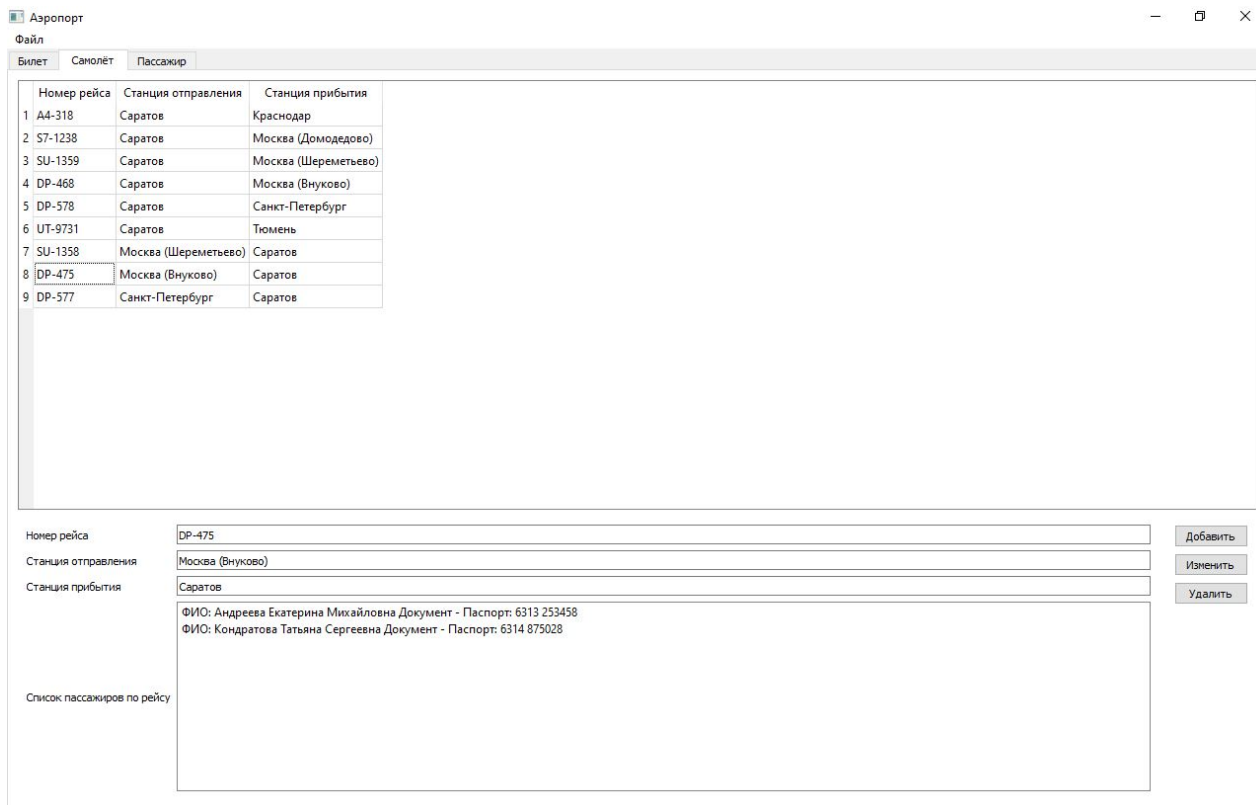 Аэропорт
Файл
Билет Самолёт Пассажир
Номер рейса Станция отправления Станция прибытия
1 A4-318 Саратов Краснодар
2 S7-1238 Саратов Москва (Домодедово)
3 SU-1359 Саратов Москва (Шереметьево)
4 DP-468 Саратов Москва (Внуково)
5 DP-578 Саратов Санкт-Петербург
6 UT-9731 Саратов Тюмень
7 SU-1358 Москва (Шереметьево) Саратов
8 DP-475 Москва (Внуково) Саратов
9 DP-577 Санкт-Петербург Саратов
Номер рейса DP-475 Добавить
Станция отправления Москва (Внуково) Изменить
Станция прибытия Саратов Удалить
ФИО: Андреева Екатерина Михайловна Документ - Паспорт: 6313 253458
ФИО: Кондратова Татьяна Сергеевна Документ - Паспорт: 6314 875028
Список пассажиров по рейсу